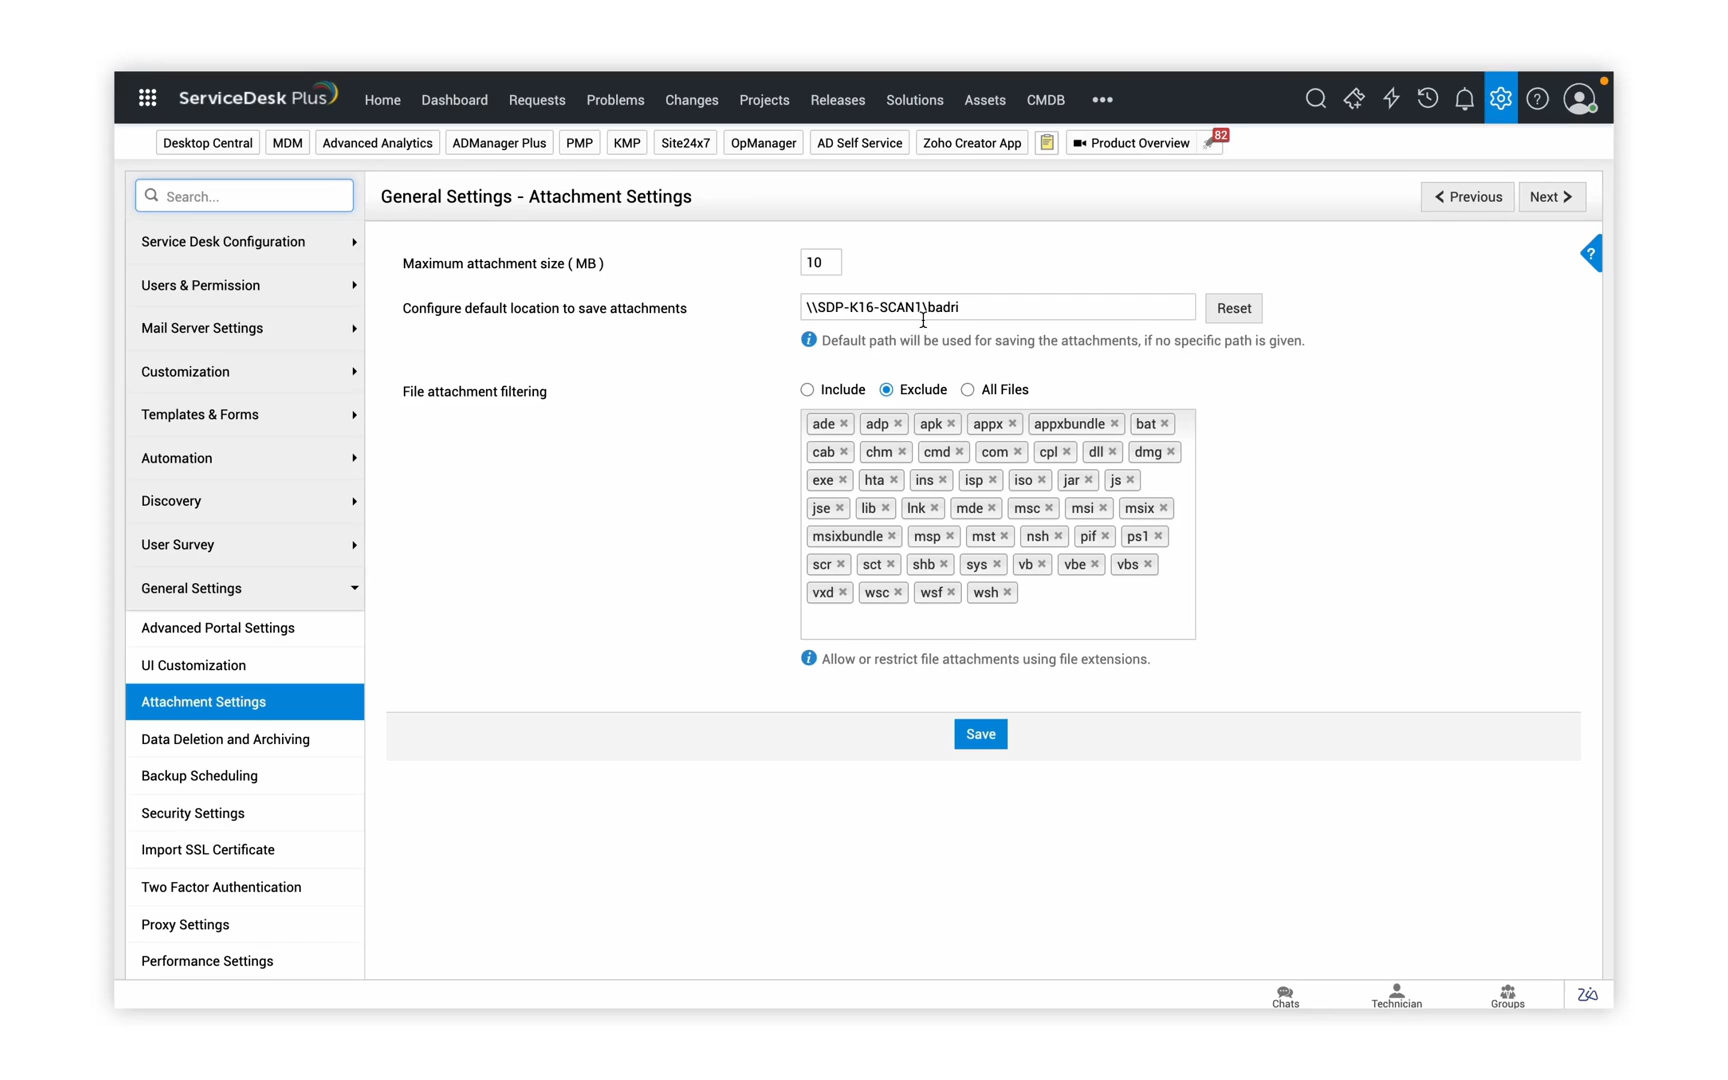 ServiceDesk Plus Home Dashboard Requests Problems Changes Projects Releases Solutions Assets CMDB •••
Desktop Central MDM Advanced Analytics ADManager Plus PMP KMP Site24x7 OpManager AD Self Service Zoho Creator App Product Overview 82
Search...
General Settings - Attachment Settings
Previous Next
Service Desk Configuration
Users & Permission
Mail Server Settings
Customization
Templates & Forms
Automation
Discovery
User Survey
General Settings
Advanced Portal Settings
UI Customization
Attachment Settings
Data Deletion and Archiving
Backup Scheduling
Security Settings
Import SSL Certificate
Two Factor Authentication
Proxy Settings
Performance Settings
Maximum attachment size ( MB ) 10
Configure default location to save attachments \\SDP-K16-SCAN1\badri Reset
Default path will be used for saving the attachments, if no specific path is given.
File attachment filtering Include Exclude All Files
ade adp apk appx appxbundle bat
cab chm cmd com cpl dll dmg
exe hta ins isp iso jar js
jse lib lnk mde msc msi msix
msixbundle msp mst nsh pif ps1
scr sct shb sys vb vbe vbs
vxd wsc wsf wsh
Allow or restrict file attachments using file extensions.
Save
Chats Technician Groups Zia